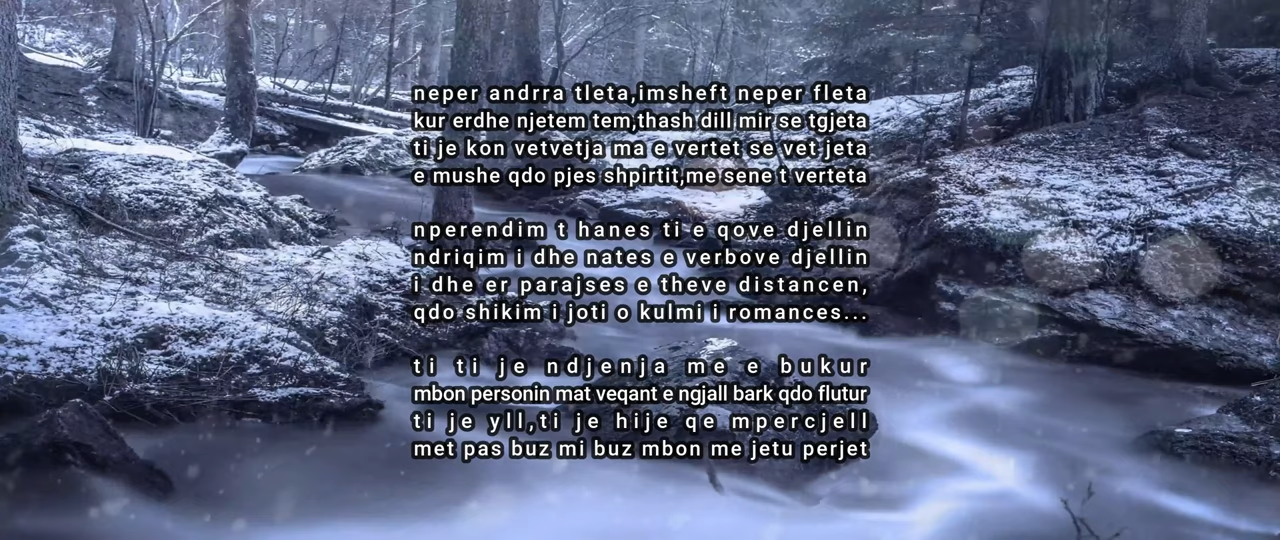 neper andrra tleta,imsheft neper fleta
kur erdhe njetem tem,thash dill mir se tgjeta
ti je kon vetvetja ma e vertet se vet jeta
e mushe qdo pjes shpirtit,me sene t verteta
nperendim t hanes ti e qove djellin
ndriqim i dhe nates e verbove djellin
i dhe er parajses e theve distancen,
qdo shikim i joti o kulmi i romances...
ti ti je ndjenja me e bukur
mbon personin mat veqant e ngjall bark qdo flutur
ti je yll,ti je hije qe mpercjell
met pas buz mi buz mbon me jetu perjet